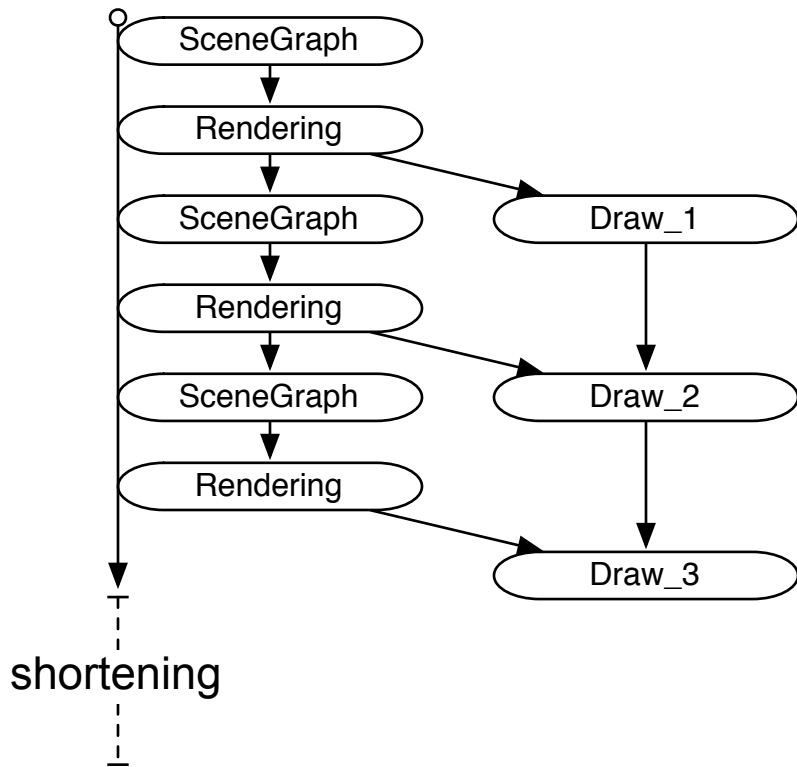 SceneGraph
Rendering
SceneGraph
Draw_1
Rendering
SceneGraph
Draw_2
Rendering
Draw_3
shortening